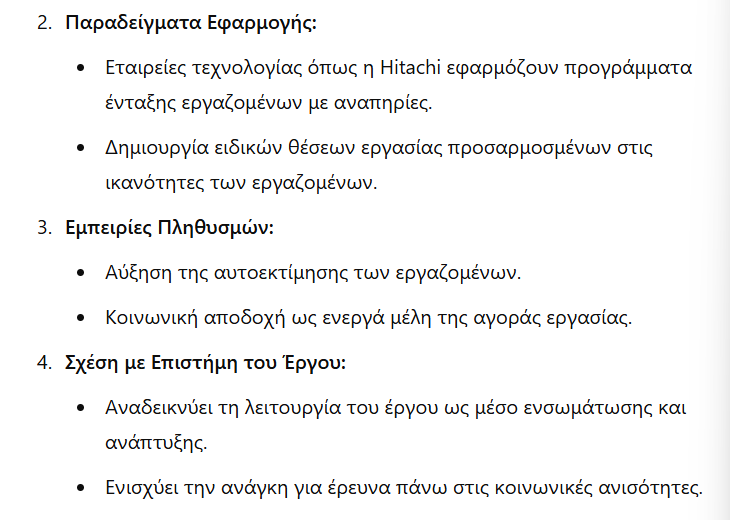 2. Παραδείγματα Εφαρμογής:
• Εταιρείες τεχνολογίας όπως η Hitachi εφαρμόζουν προγράμματα
ένταξης εργαζομένων με αναπηρίες.
• Δημιουργία ειδικών θέσεων εργασίας προσαρμοσμένων στις
ικανότητες των εργαζομένων.
3. Εμπειρίες Πληθυσμών:
• Αύξηση της αυτοεκτίμησης των εργαζομένων.
• Κοινωνική αποδοχή ως ενεργά μέλη της αγοράς εργασίας.
4. Σχέση με Επιστήμη του Έργου:
• Αναδεικνύει τη λειτουργία του έργου ως μέσο ενσωμάτωσης και
ανάπτυξης.
• Ενισχύει την ανάγκη για έρευνα πάνω στις κοινωνικές ανισότητες.